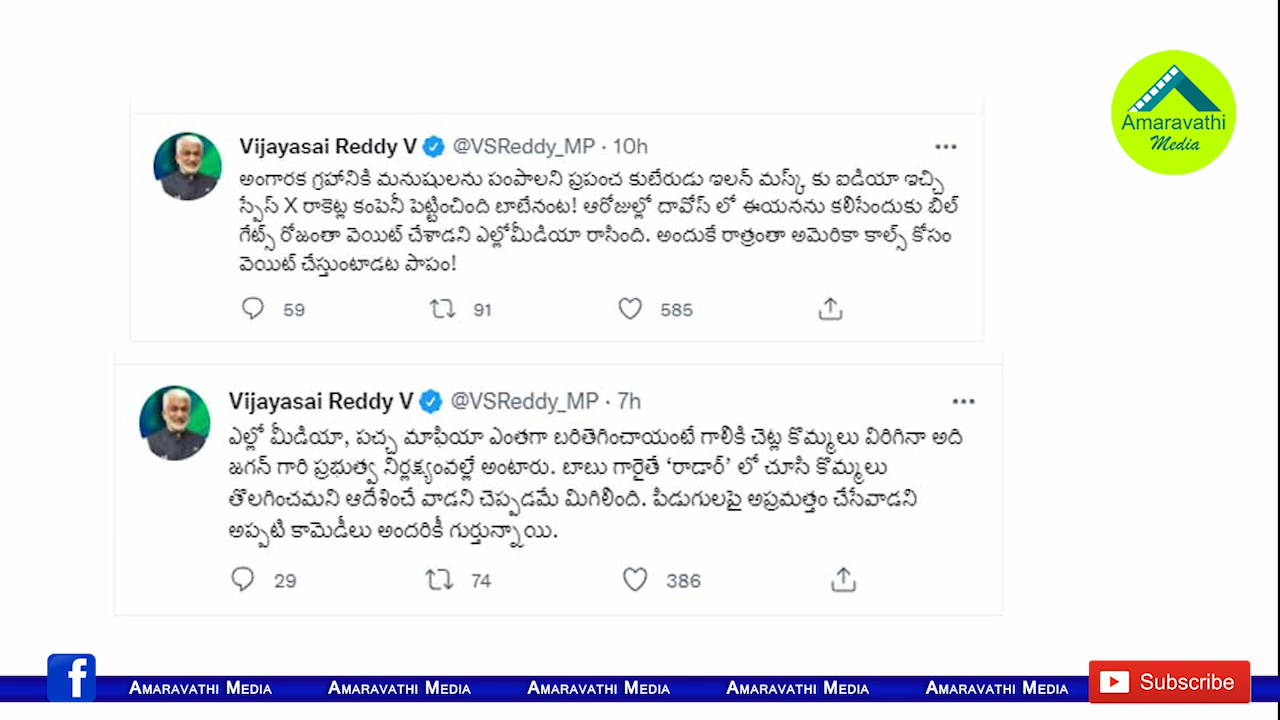 Amaravathi
Media
Vijayasai Reddy V @VSReddy_MP · 10h
అంగారక గ్రహానికి మనుషులను పంపాలని ప్రపంచ కుబేరుడు ఇలన్ మస్క్ కు ఐడియా ఇచ్చి
స్పేస్ X రాకెట్ల కంపెనీ పెట్టించింది బాబేనంట! ఆరోజుల్లో దావోస్ లో ఈయనను కలిసేందుకు బిల్
గేట్స్ రోజంతా వెయిట్ చేశాడని ఎల్లోమీడియా రాసింది. అందుకే రాత్రంతా అమెరికా కాల్స్ కోసం
వెయిట్ చేస్తుంటాడట పాపం!
59 91 585
Vijayasai Reddy V @VSReddy_MP · 7h
ఎల్లో మీడియా, పచ్చ మాఫియా ఎంతగా బరితెగించాయంటే గాలికి చెట్ల కొమ్మలు విరిగినా అది
జగన్ గారి ప్రభుత్వ నిర్లక్ష్యంవల్లే అంటారు. బాబు గారైతే ‘రాడార్’ లో చూసి కొమ్మలు
తొలగించమని ఆదేశించే వాడని చెప్పడమే మిగిలింది. పిడుగులపై అప్రమత్తం చేసేవాడని
అప్పటి కామెడీలు అందరికీ గుర్తున్నాయి.
29 74 386
f Amaravathi Media Amaravathi Media Amaravathi Media Amaravathi Media Amaravathi Media Subscribe